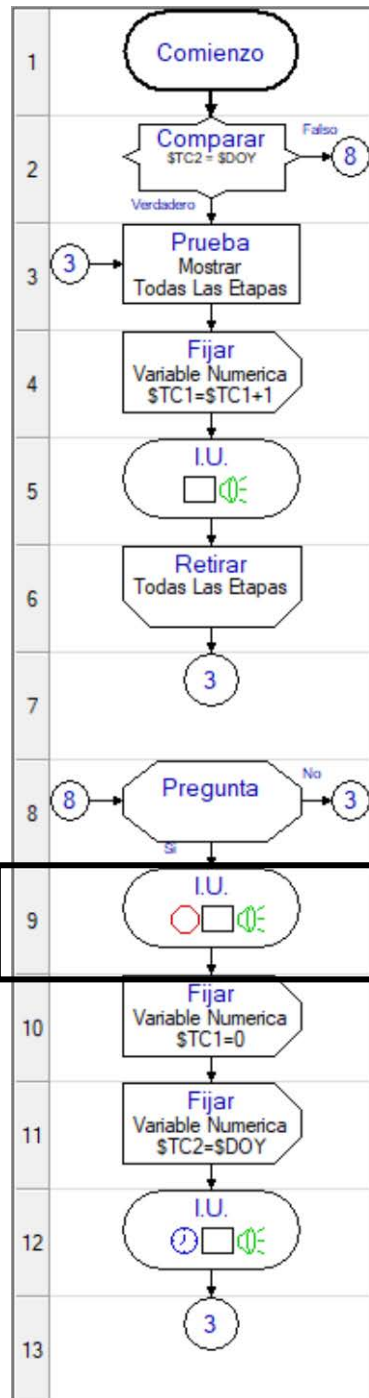 1
Comienzo
2
Comparar
$TC2 = $DOY
Falso
8
Verdadero
3
3
Prueba
Mostrar
Todas Las Etapas
4
Fijar
Variable Numerica
$TC1=$TC1+1
5
I.U.
6
Retirar
Todas Las Etapas
7
3
8
8
Pregunta
No
3
Si
9
I.U.
10
Fijar
Variable Numerica
$TC1=0
11
Fijar
Variable Numerica
$TC2=$DOY
12
I.U.
13
3